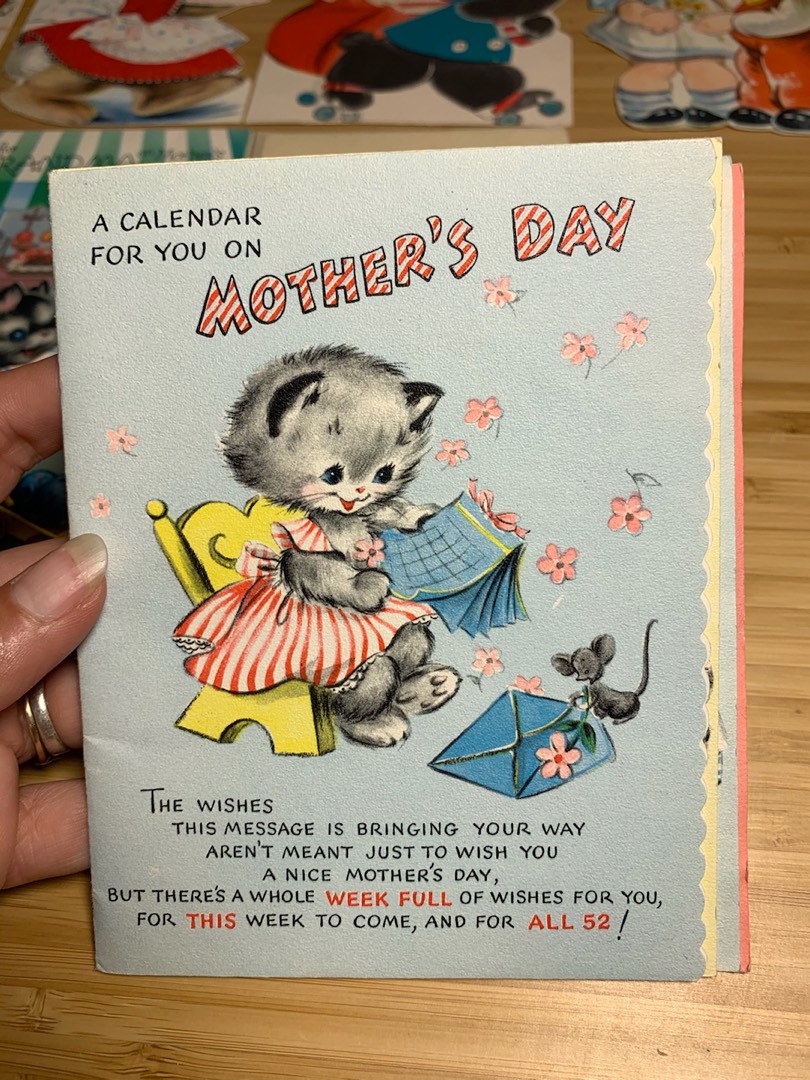 A CALENDAR
FOR YOU ON
MOTHER'S DAY
THE WISHES
THIS MESSAGE IS BRINGING YOUR WAY
AREN'T MEANT JUST TO WISH YOU
A NICE MOTHER'S DAY,
BUT THERE'S A WHOLE WEEK FULL OF WISHES FOR YOU,
FOR THIS WEEK TO COME, AND FOR ALL 52!